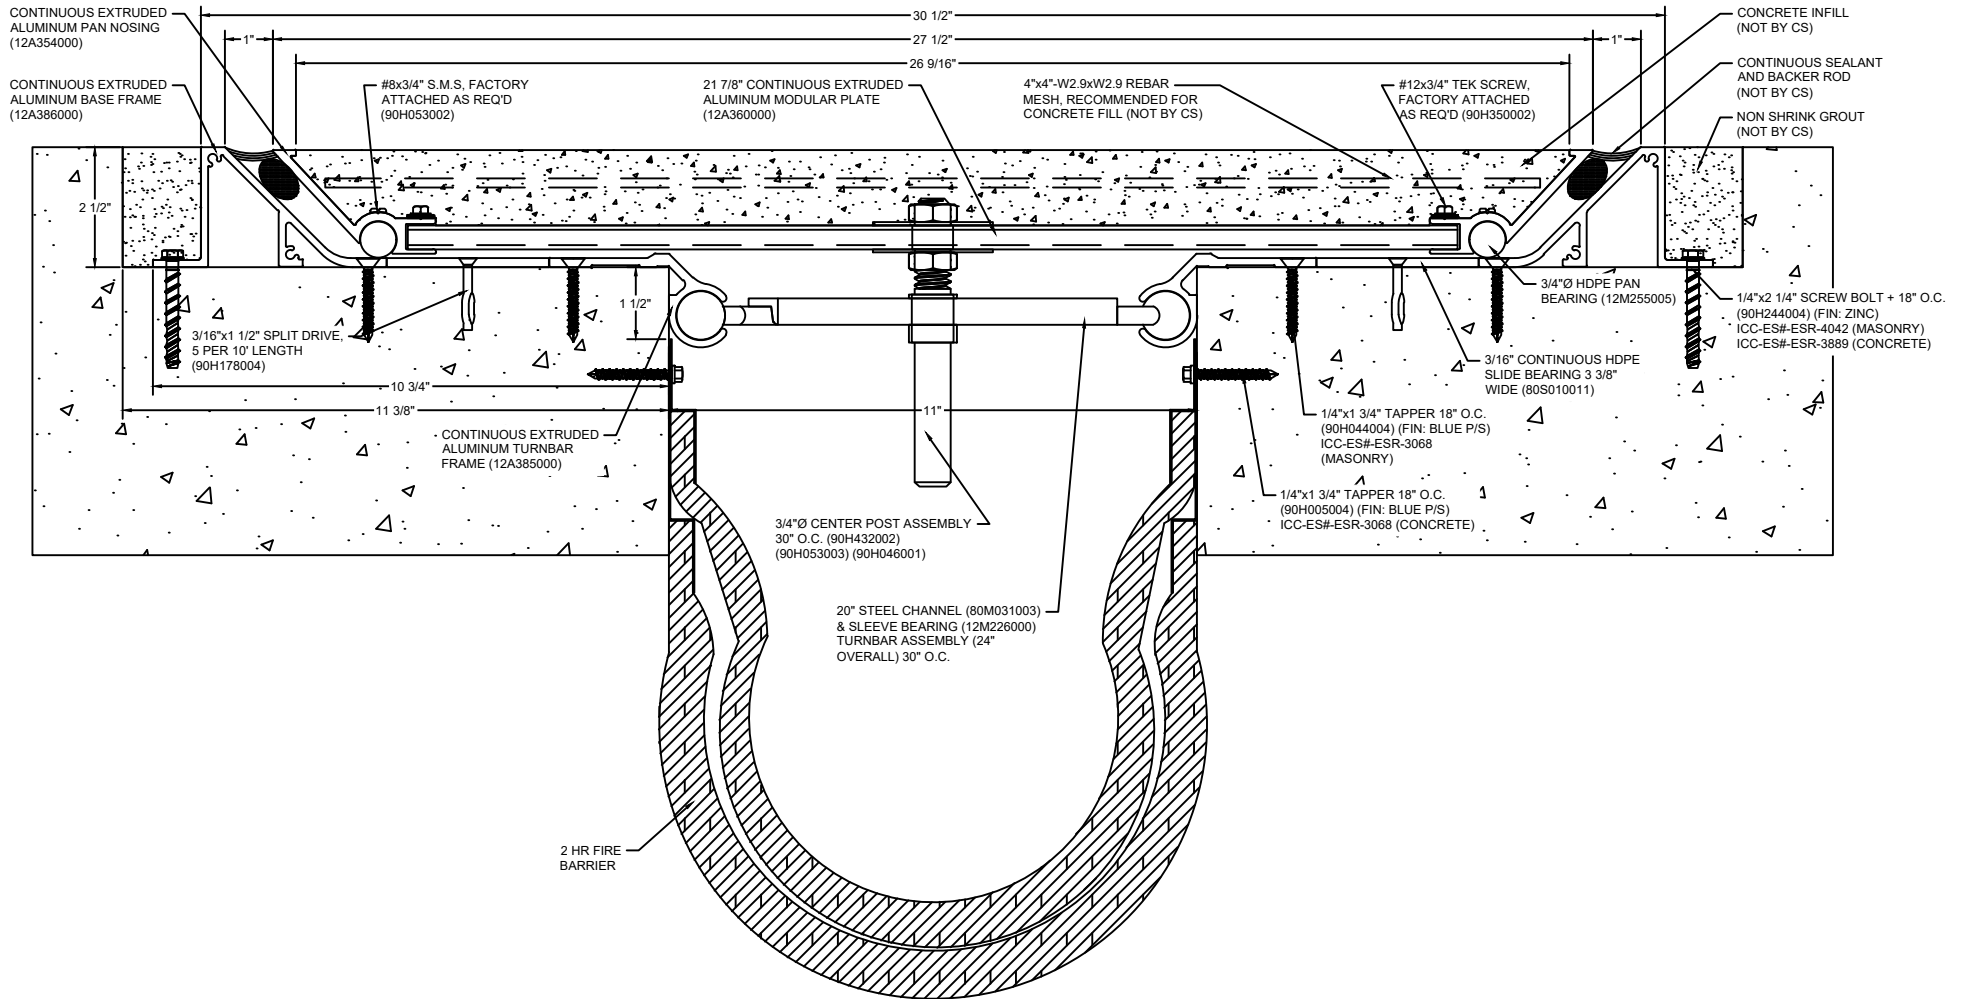 CONTINUOUS EXTRUDED
ALUMINUM PAN NOSING
(12A354000)
30 1/2"
CONCRETE INFILL
(NOT BY CS)
1"
27 1/2"
1"
26 9/16"
CONTINUOUS EXTRUDED
ALUMINUM BASE FRAME
(12A386000)
#8x3/4" S.M.S, FACTORY
ATTACHED AS REQ'D
(90H053002)
21 7/8" CONTINUOUS EXTRUDED
ALUMINUM MODULAR PLATE
(12A360000)
4"x4"-W2.9xW2.9 REBAR
MESH, RECOMMENDED FOR
CONCRETE FILL (NOT BY CS)
#12x3/4" TEK SCREW,
FACTORY ATTACHED
AS REQ'D (90H350002)
CONTINUOUS SEALANT
AND BACKER ROD
(NOT BY CS)
NON SHRINK GROUT
(NOT BY CS)
2 1/2"
1 1/2"
3/4"Ø HDPE PAN
BEARING (12M255005)
1/4"x2 1/4" SCREW BOLT + 18" O.C.
(90H244004) (FIN: ZINC)
ICC-ES#-ESR-4042 (MASONRY)
ICC-ES#-ESR-3889 (CONCRETE)
3/16"x1 1/2" SPLIT DRIVE,
5 PER 10' LENGTH
(90H178004)
3/16" CONTINUOUS HDPE
SLIDE BEARING 3 3/8"
WIDE (80S010011)
10 3/4"
11 3/8"
11"
1/4"x1 3/4" TAPPER 18" O.C.
(90H044004) (FIN: BLUE P/S)
ICC-ES#-ESR-3068
(MASONRY)
CONTINUOUS EXTRUDED
ALUMINUM TURNBAR
FRAME (12A385000)
1/4"x1 3/4" TAPPER 18" O.C.
(90H005004) (FIN: BLUE P/S)
ICC-ES#-ESR-3068 (CONCRETE)
3/4"Ø CENTER POST ASSEMBLY
30" O.C. (90H432002)
(90H053003) (90H046001)
20" STEEL CHANNEL (80M031003)
& SLEEVE BEARING (12M226000)
TURNBAR ASSEMBLY (24"
OVERALL) 30" O.C.
2 HR FIRE
BARRIER